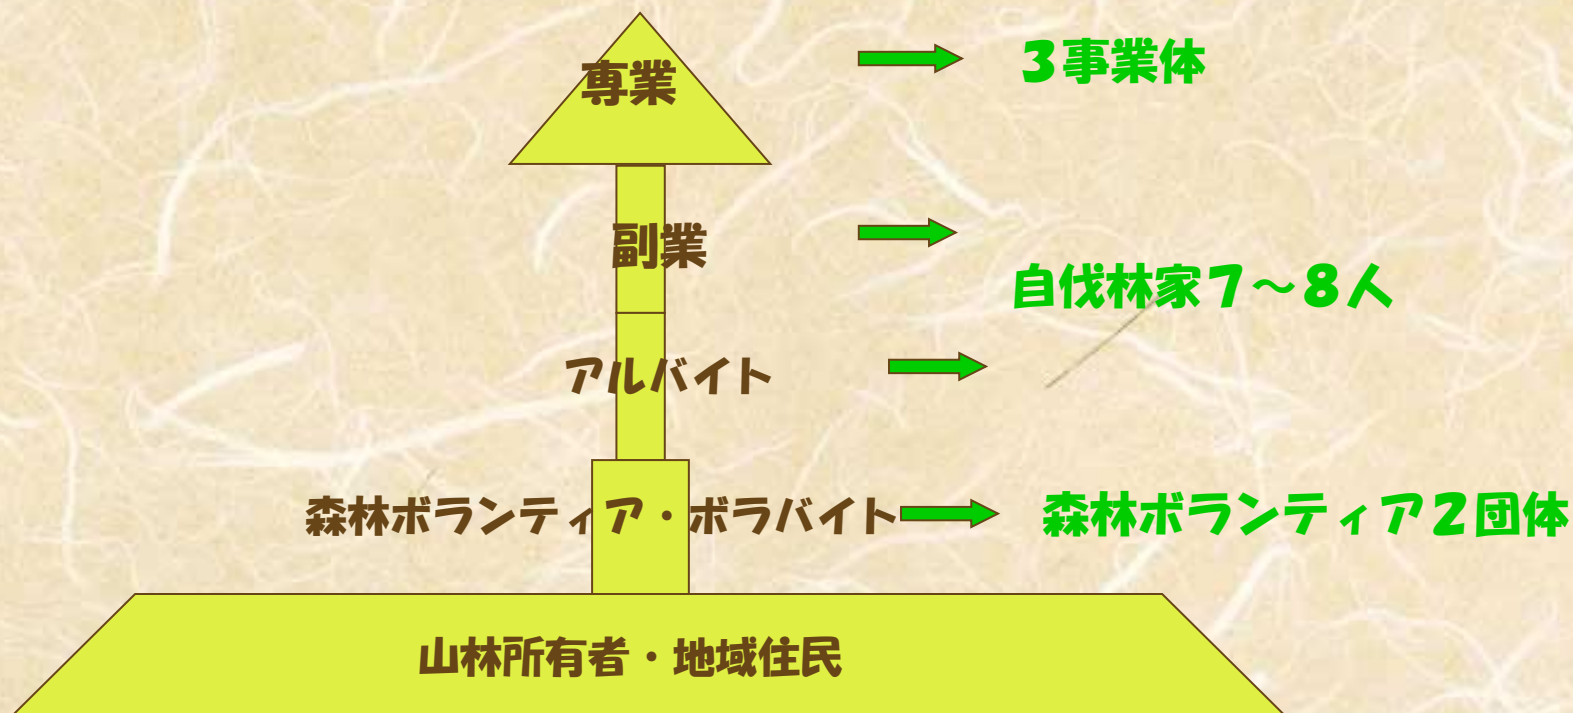 専業
３事業体
副業
自伐林家７～８人
アルバイト
森林ボランティア・ボラバイト
森林ボランティア２団体
山林所有者・地域住民